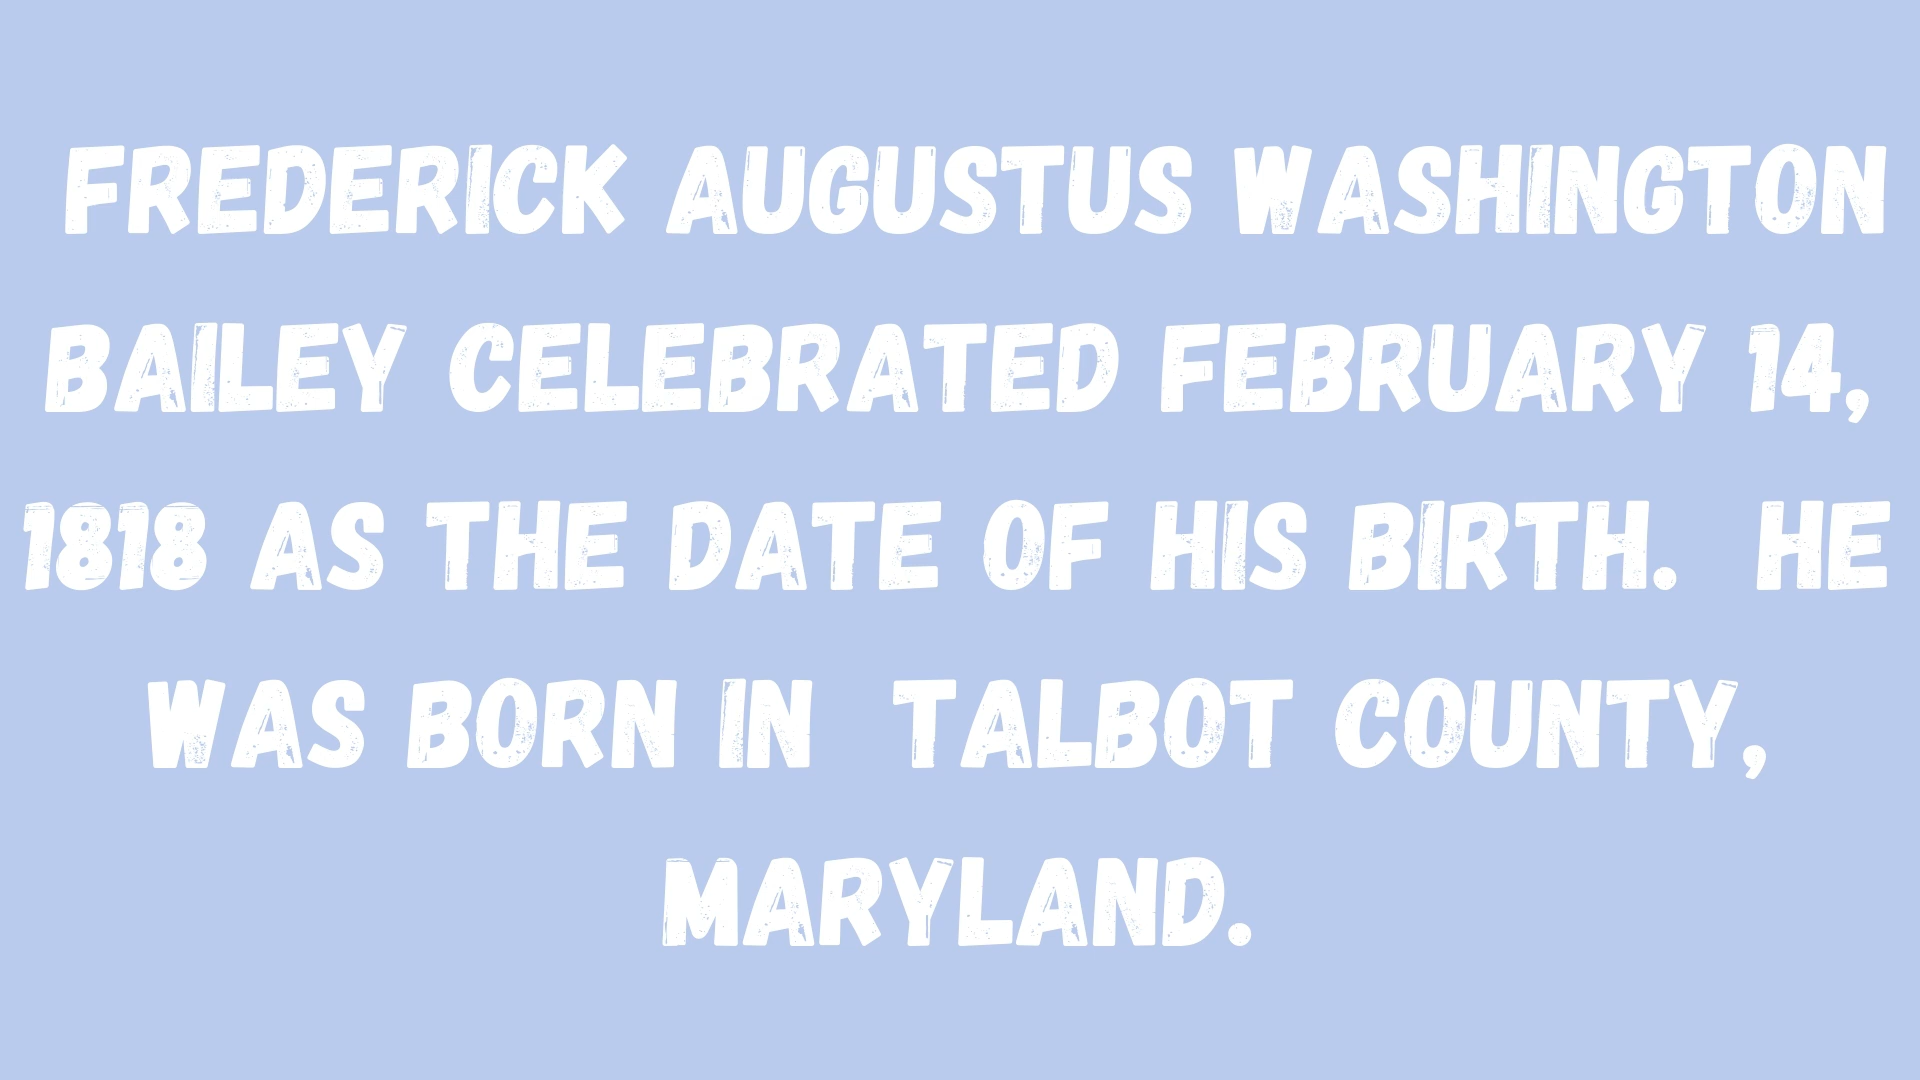 FREDERICK AUGUSTUS WASHINGTON
BAILEY CELEBRATED FEBRUARY 14,
1818 AS THE DATE OF HIS BIRTH. HE
WAS BORN IN TALBOT COUNTY,
MARYLAND.